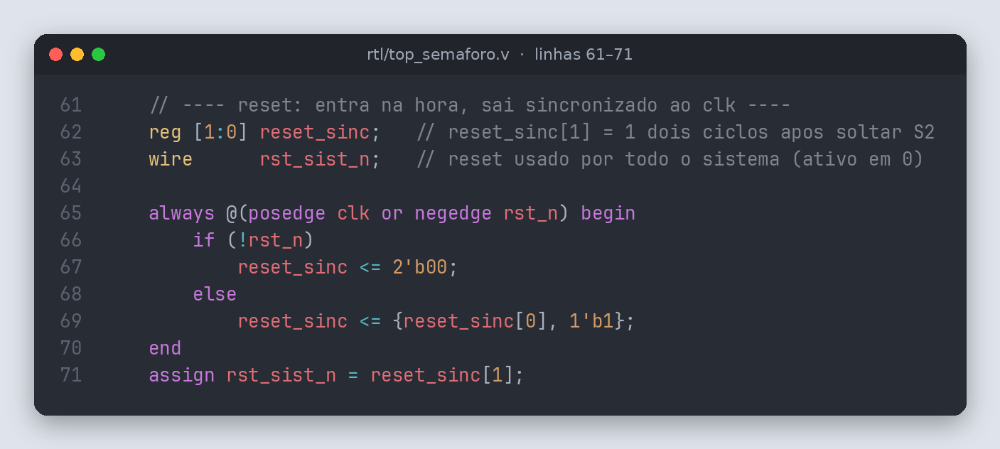 rtl/top_semaforo.v · linhas 61–71
61 // ---- reset: entra na hora, sai sincronizado ao clk ----
62 reg [1:0] reset_sinc; // reset_sinc[1] = 1 dois ciclos apos soltar S2
63 wire rst_sist_n; // reset usado por todo o sistema (ativo em 0)
64
65 always @(posedge clk or negedge rst_n) begin
66 if (!rst_n)
67 reset_sinc <= 2'b00;
68 else
69 reset_sinc <= {reset_sinc[0], 1'b1};
70 end
71 assign rst_sist_n = reset_sinc[1];